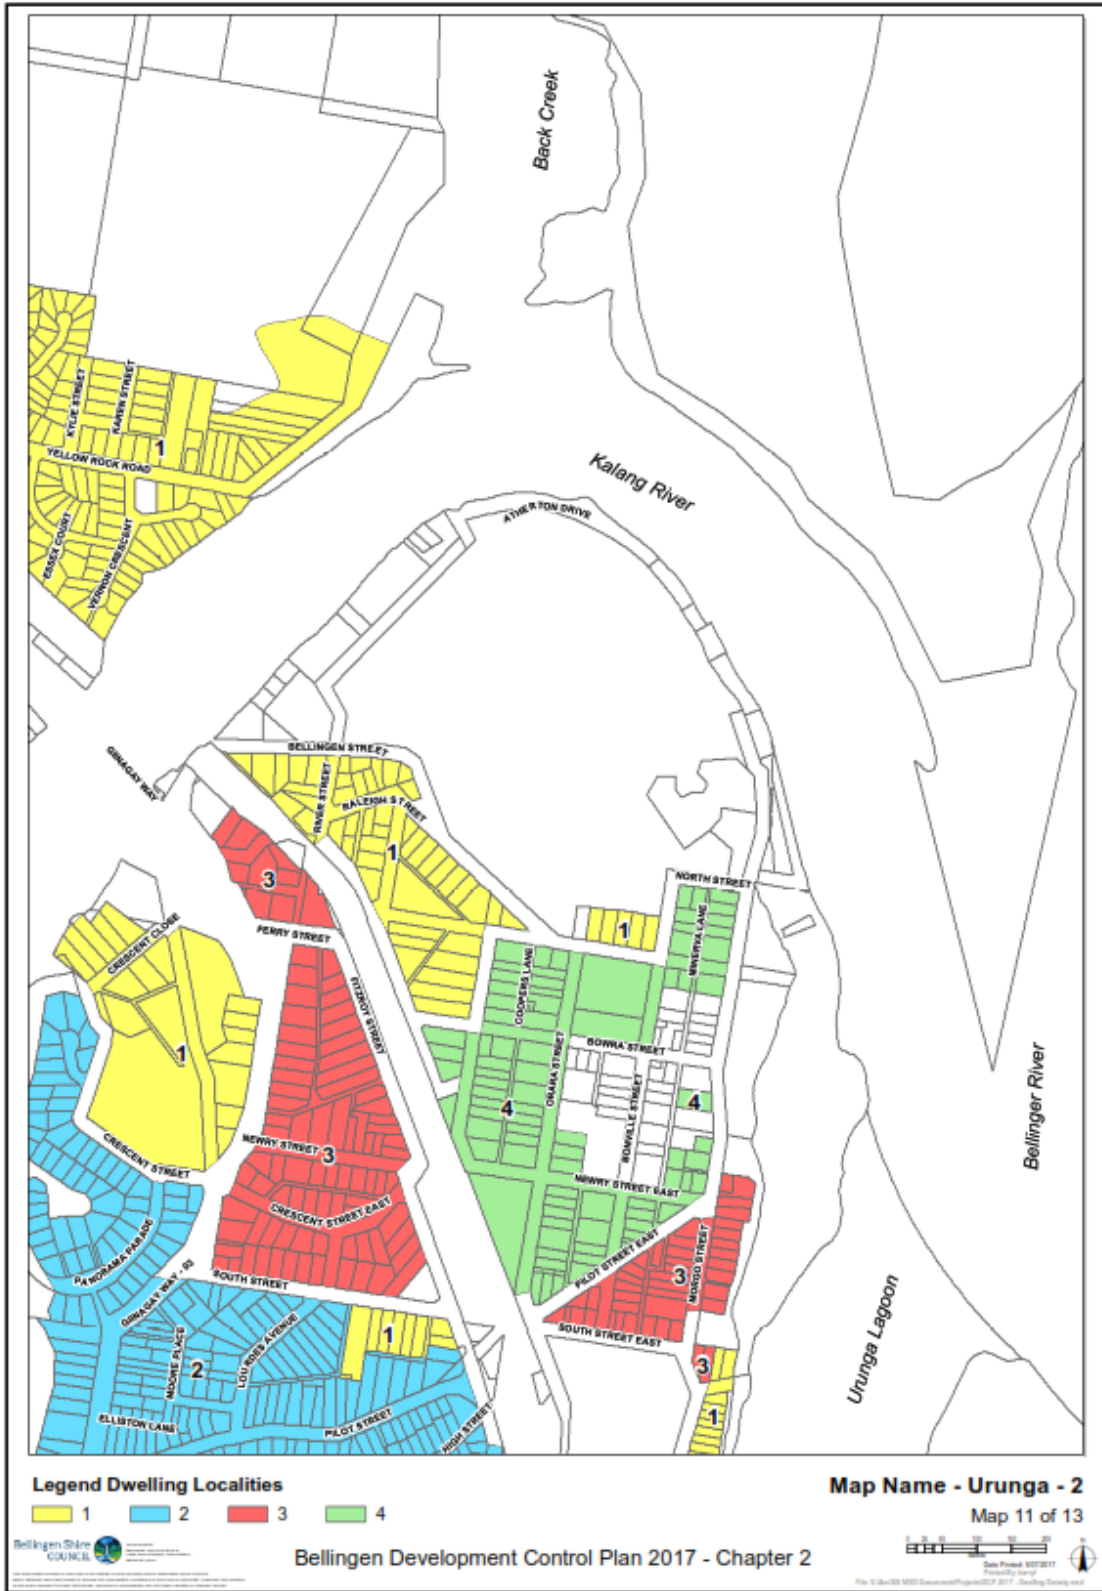 Back Creek
KYLIE STREET
KAREN STREET
1
YELLOW ROCK ROAD
Kalang River
ATHERTON DRIVE
ESSEX COURT
VERNON CRESCENT
GIINAGAY WAY
BELLINGEN STREET
RIVER STREET
RALEIGH STREET
1
3
NORTH STREET
FERRY STREET
1
MINERVA LANE
CRESCENT CLOSE
COOPERS LANE
FITZROY STREET
1
BOWRA STREET
ORARA STREET
BONVILLE STREET
4
4
Bellinger River
NEWRY STREET
3
CRESCENT STREET
NEWRY STREET EAST
CRESCENT STREET EAST
PANORAMA PARADE
PILOT STREET EAST
MORGO STREET
3
SOUTH STREET
GIINAGAY WAY - 93
SOUTH STREET EAST
Urunga Lagoon
MOORE PLACE
LOURDES AVENUE
1
2
3
ELLISTON LANE
PILOT STREET
HIGH STREET
1
Legend Dwelling Localities
1 2 3 4
Map Name - Urunga - 2
Map 11 of 13
Bellingen Shire
COUNCIL
Bellingen Development Control Plan 2017 - Chapter 2